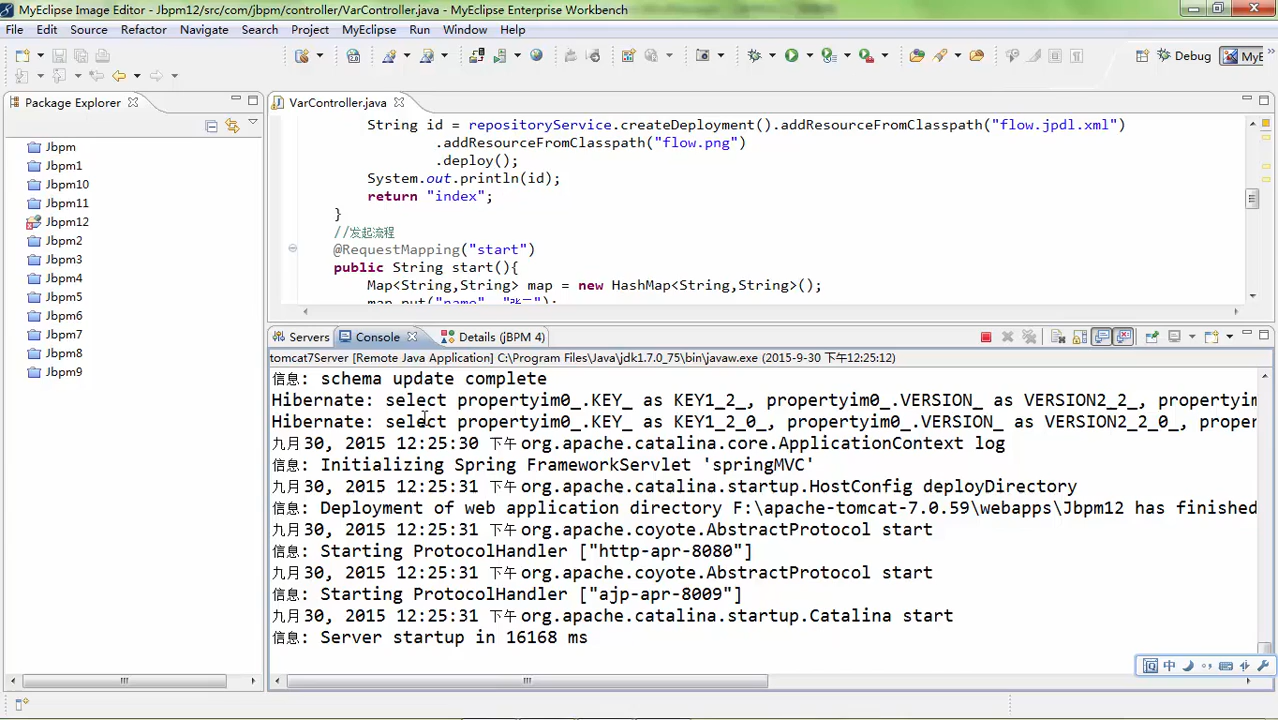 MyEclipse Image Editor - Jbpm12/src/com/jbpm/controller/VarController.java - MyEclipse Enterprise Workbench
File Edit Source Refactor Navigate Search Project MyEclipse Run Window Help
Debug MyE
Package Explorer
Jbpm
Jbpm1
Jbpm10
Jbpm11
Jbpm12
Jbpm2
Jbpm3
Jbpm4
Jbpm5
Jbpm6
Jbpm7
Jbpm8
Jbpm9
VarController.java
String id = repositoryService.createDeployment().addResourceFromClasspath("flow.jpdl.xml")
.addResourceFromClasspath("flow.png")
.deploy();
System.out.println(id);
return "index";
}
//发起流程
@RequestMapping("start")
public String start(){
Map<String,String> map = new HashMap<String,String>();
map.put("name",
Servers Console Details (jBPM 4)
tomcat7Server [Remote Java Application] C:\Program Files\Java\jdk1.7.0_75\bin\javaw.exe (2015-9-30 下午12:25:12)
信息: schema update complete
Hibernate: select propertyim0_.KEY_ as KEY1_2_, propertyim0_.VERSION_ as VERSION2_2_, propertyim
Hibernate: select propertyim0_.KEY_ as KEY1_2_0_, propertyim0_.VERSION_ as VERSION2_2_0_, proper
九月30, 2015 12:25:30 下午 org.apache.catalina.core.ApplicationContext log
信息: Initializing Spring FrameworkServlet 'springMVC'
九月30, 2015 12:25:31 下午 org.apache.catalina.startup.HostConfig deployDirectory
信息: Deployment of web application directory F:\apache-tomcat-7.0.59\webapps\Jbpm12 has finished
九月30, 2015 12:25:31 下午 org.apache.coyote.AbstractProtocol start
信息: Starting ProtocolHandler ["http-apr-8080"]
九月30, 2015 12:25:31 下午 org.apache.coyote.AbstractProtocol start
信息: Starting ProtocolHandler ["ajp-apr-8009"]
九月30, 2015 12:25:31 下午 org.apache.catalina.startup.Catalina start
信息: Server startup in 16168 ms
中